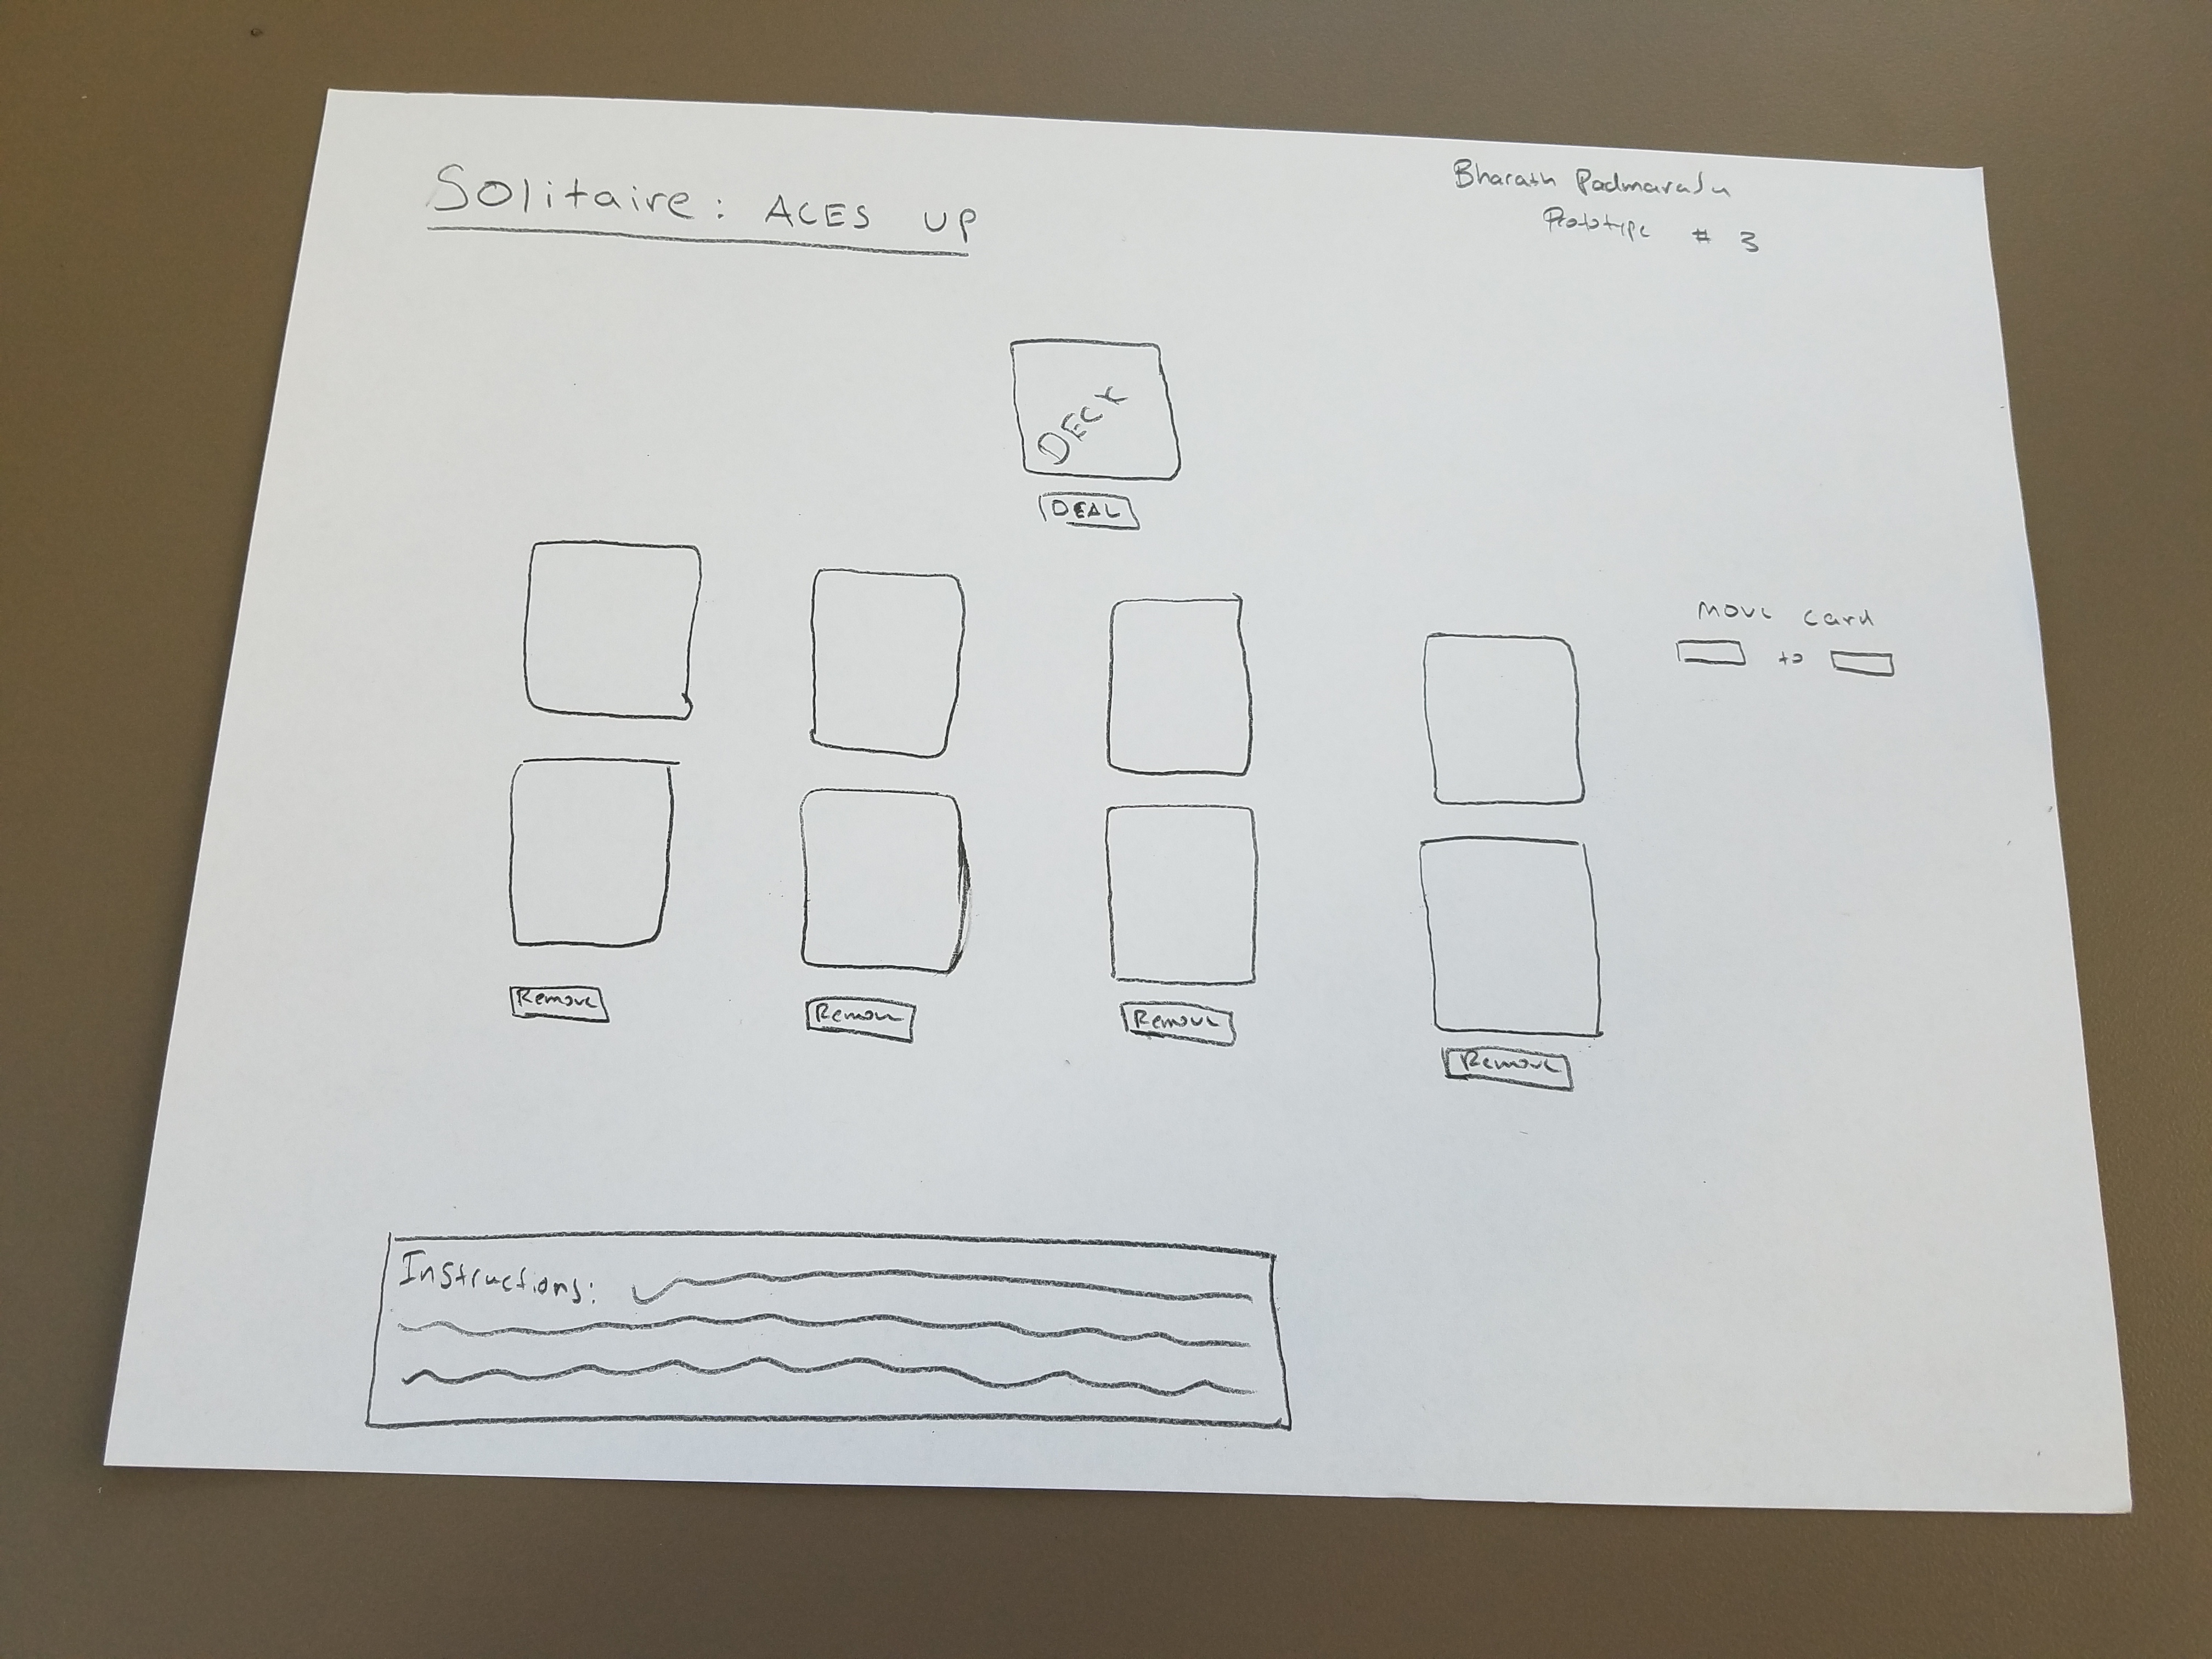 Solitaire: ACES UP
Bharath Padmaraju
Prototype # 3
DECK
DEAL
Move card
to
Remove
Remove
Remove
Remove
Instructions: